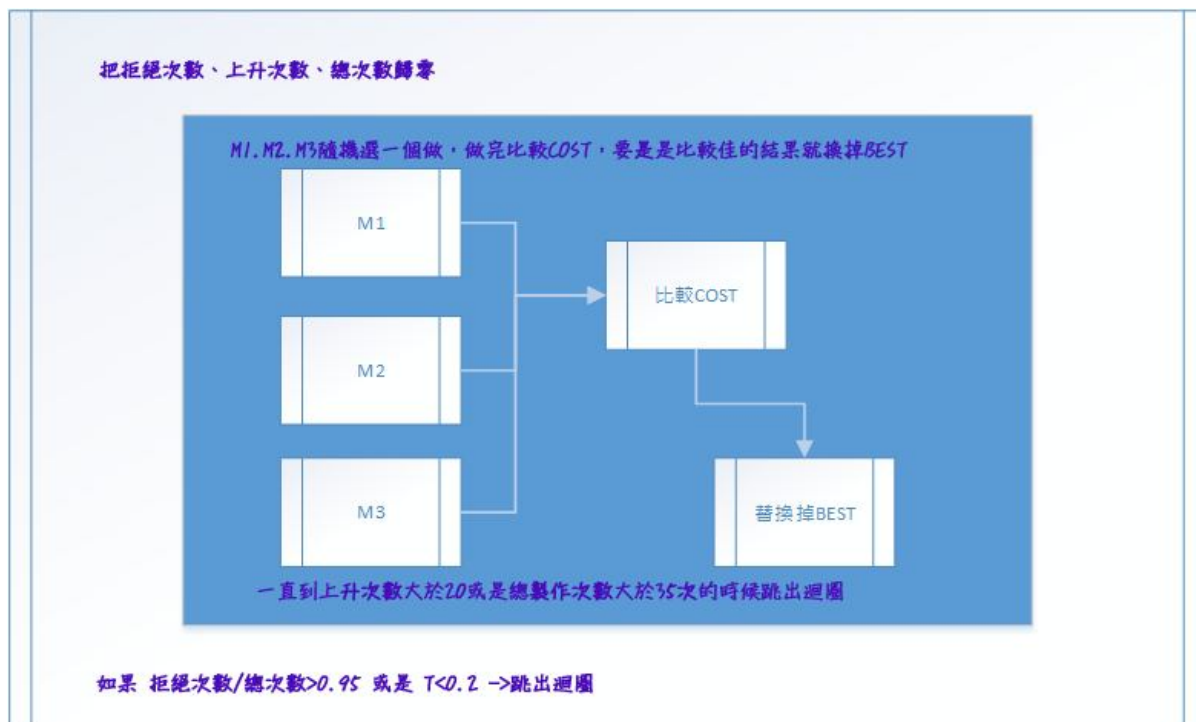 把拒絕次數、上升次數、總次數歸零
M1.M2.M3隨機選一個做，做完比較COST，要是是比較佳的結果就換掉BEST
M1
比較COST
M2
M3
替換掉BEST
一直到上升次數大於20或是總製作次數大於35次的時候跳出迴圈
如果 拒絕次數/總次數>0.95 或是 T<0.2 ->跳出迴圈